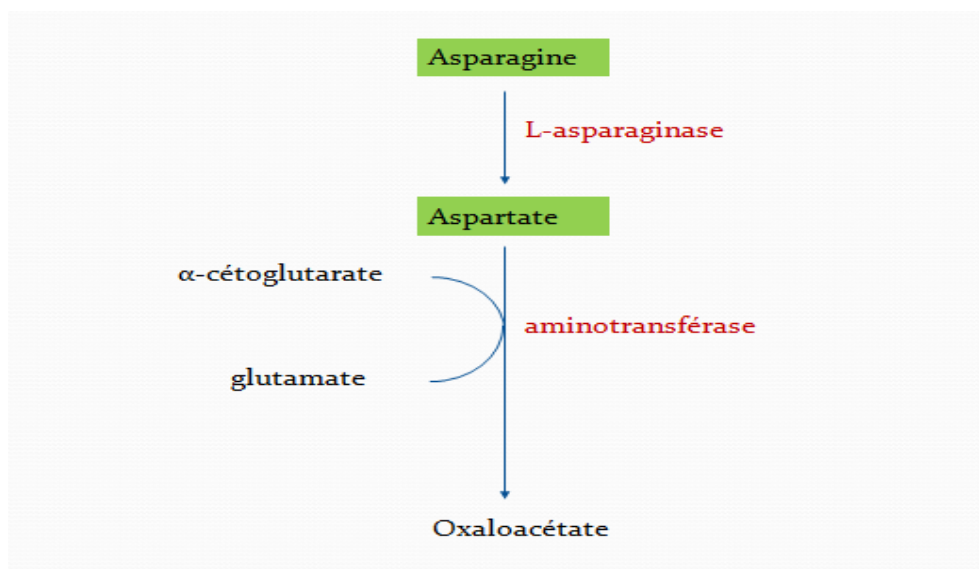 Asparagine
L-asparaginase
Aspartate
α-cétoglutarate
aminotransférase
glutamate
Oxaloacétate